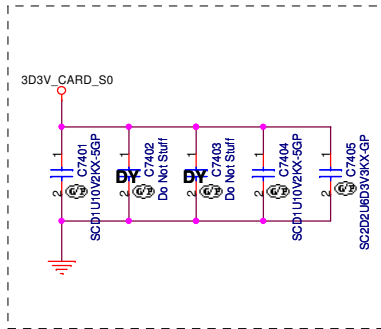 3D3V_CARD_S0
1
2
C7401
SCD1U10V2KX-5GP
1
2
DY
C7402
Do Not Stuff
1
2
DY
C7403
Do Not Stuff
1
2
C7404
SCD1U10V2KX-5GP
1
2
C7405
SC2D2U6D3V3KX-GP